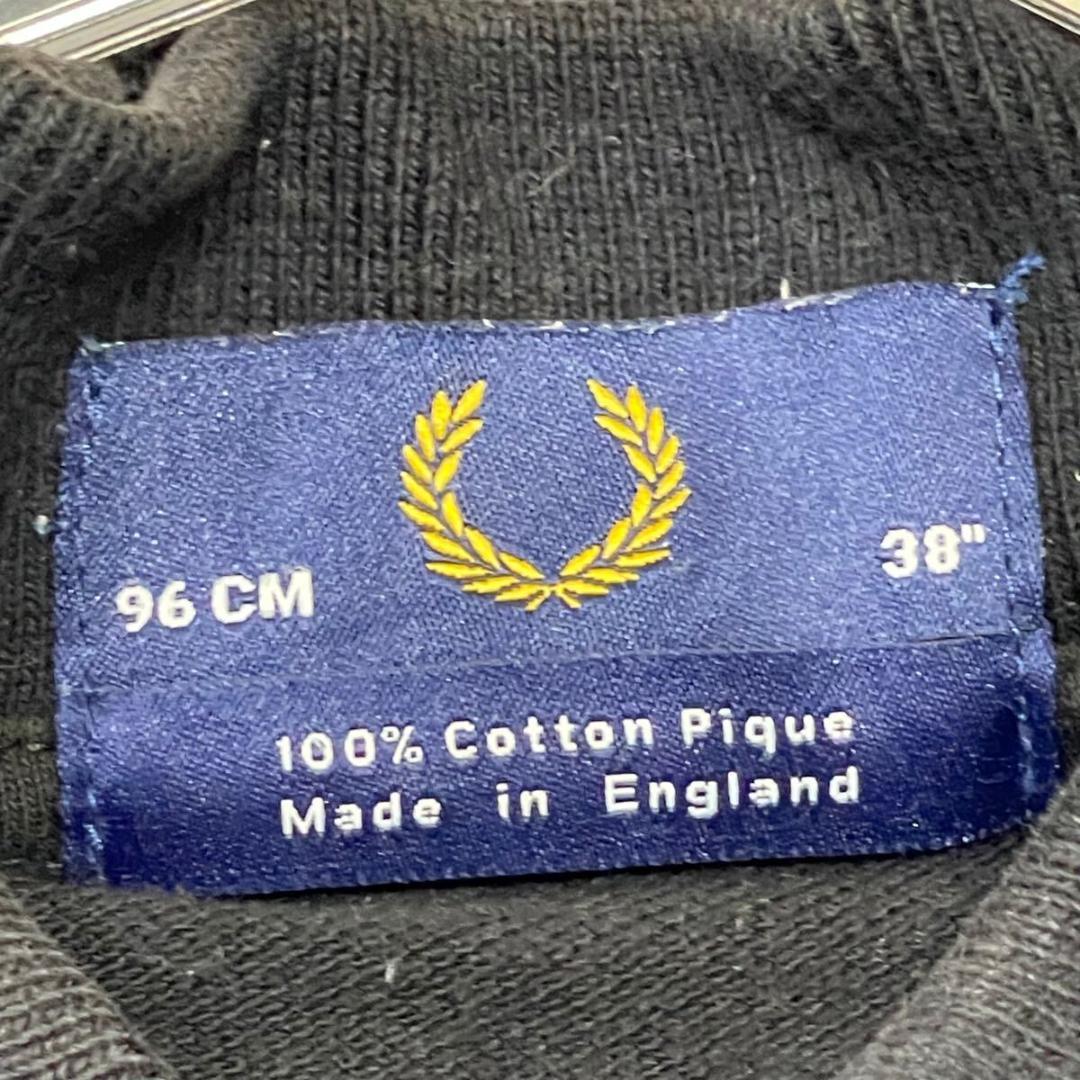 96 CM 38"
100% Cotton Pique
Made in England